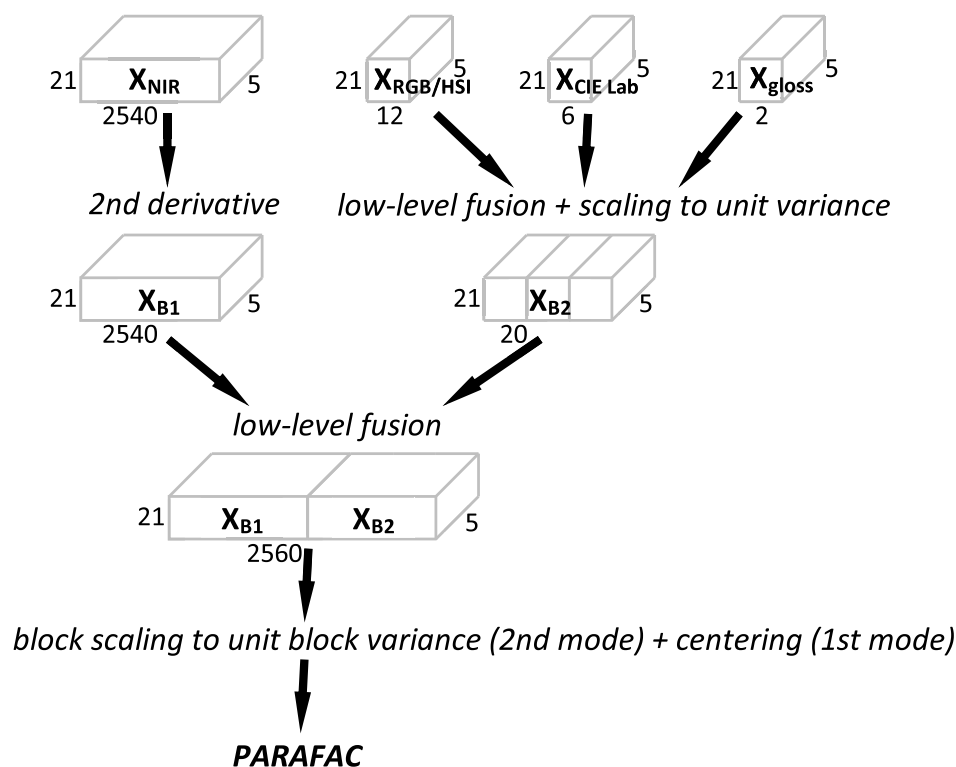 21 X_NIR 5
2540
21 X_RGB/HSI 5
12
21 X_CIE Lab 5
6
21 X_gloss 5
2
2nd derivative
low-level fusion + scaling to unit variance
21 X_B1 5
2540
21 X_B2 5
20
low-level fusion
21 X_B1 X_B2 5
2560
block scaling to unit block variance (2nd mode) + centering (1st mode)
PARAFAC